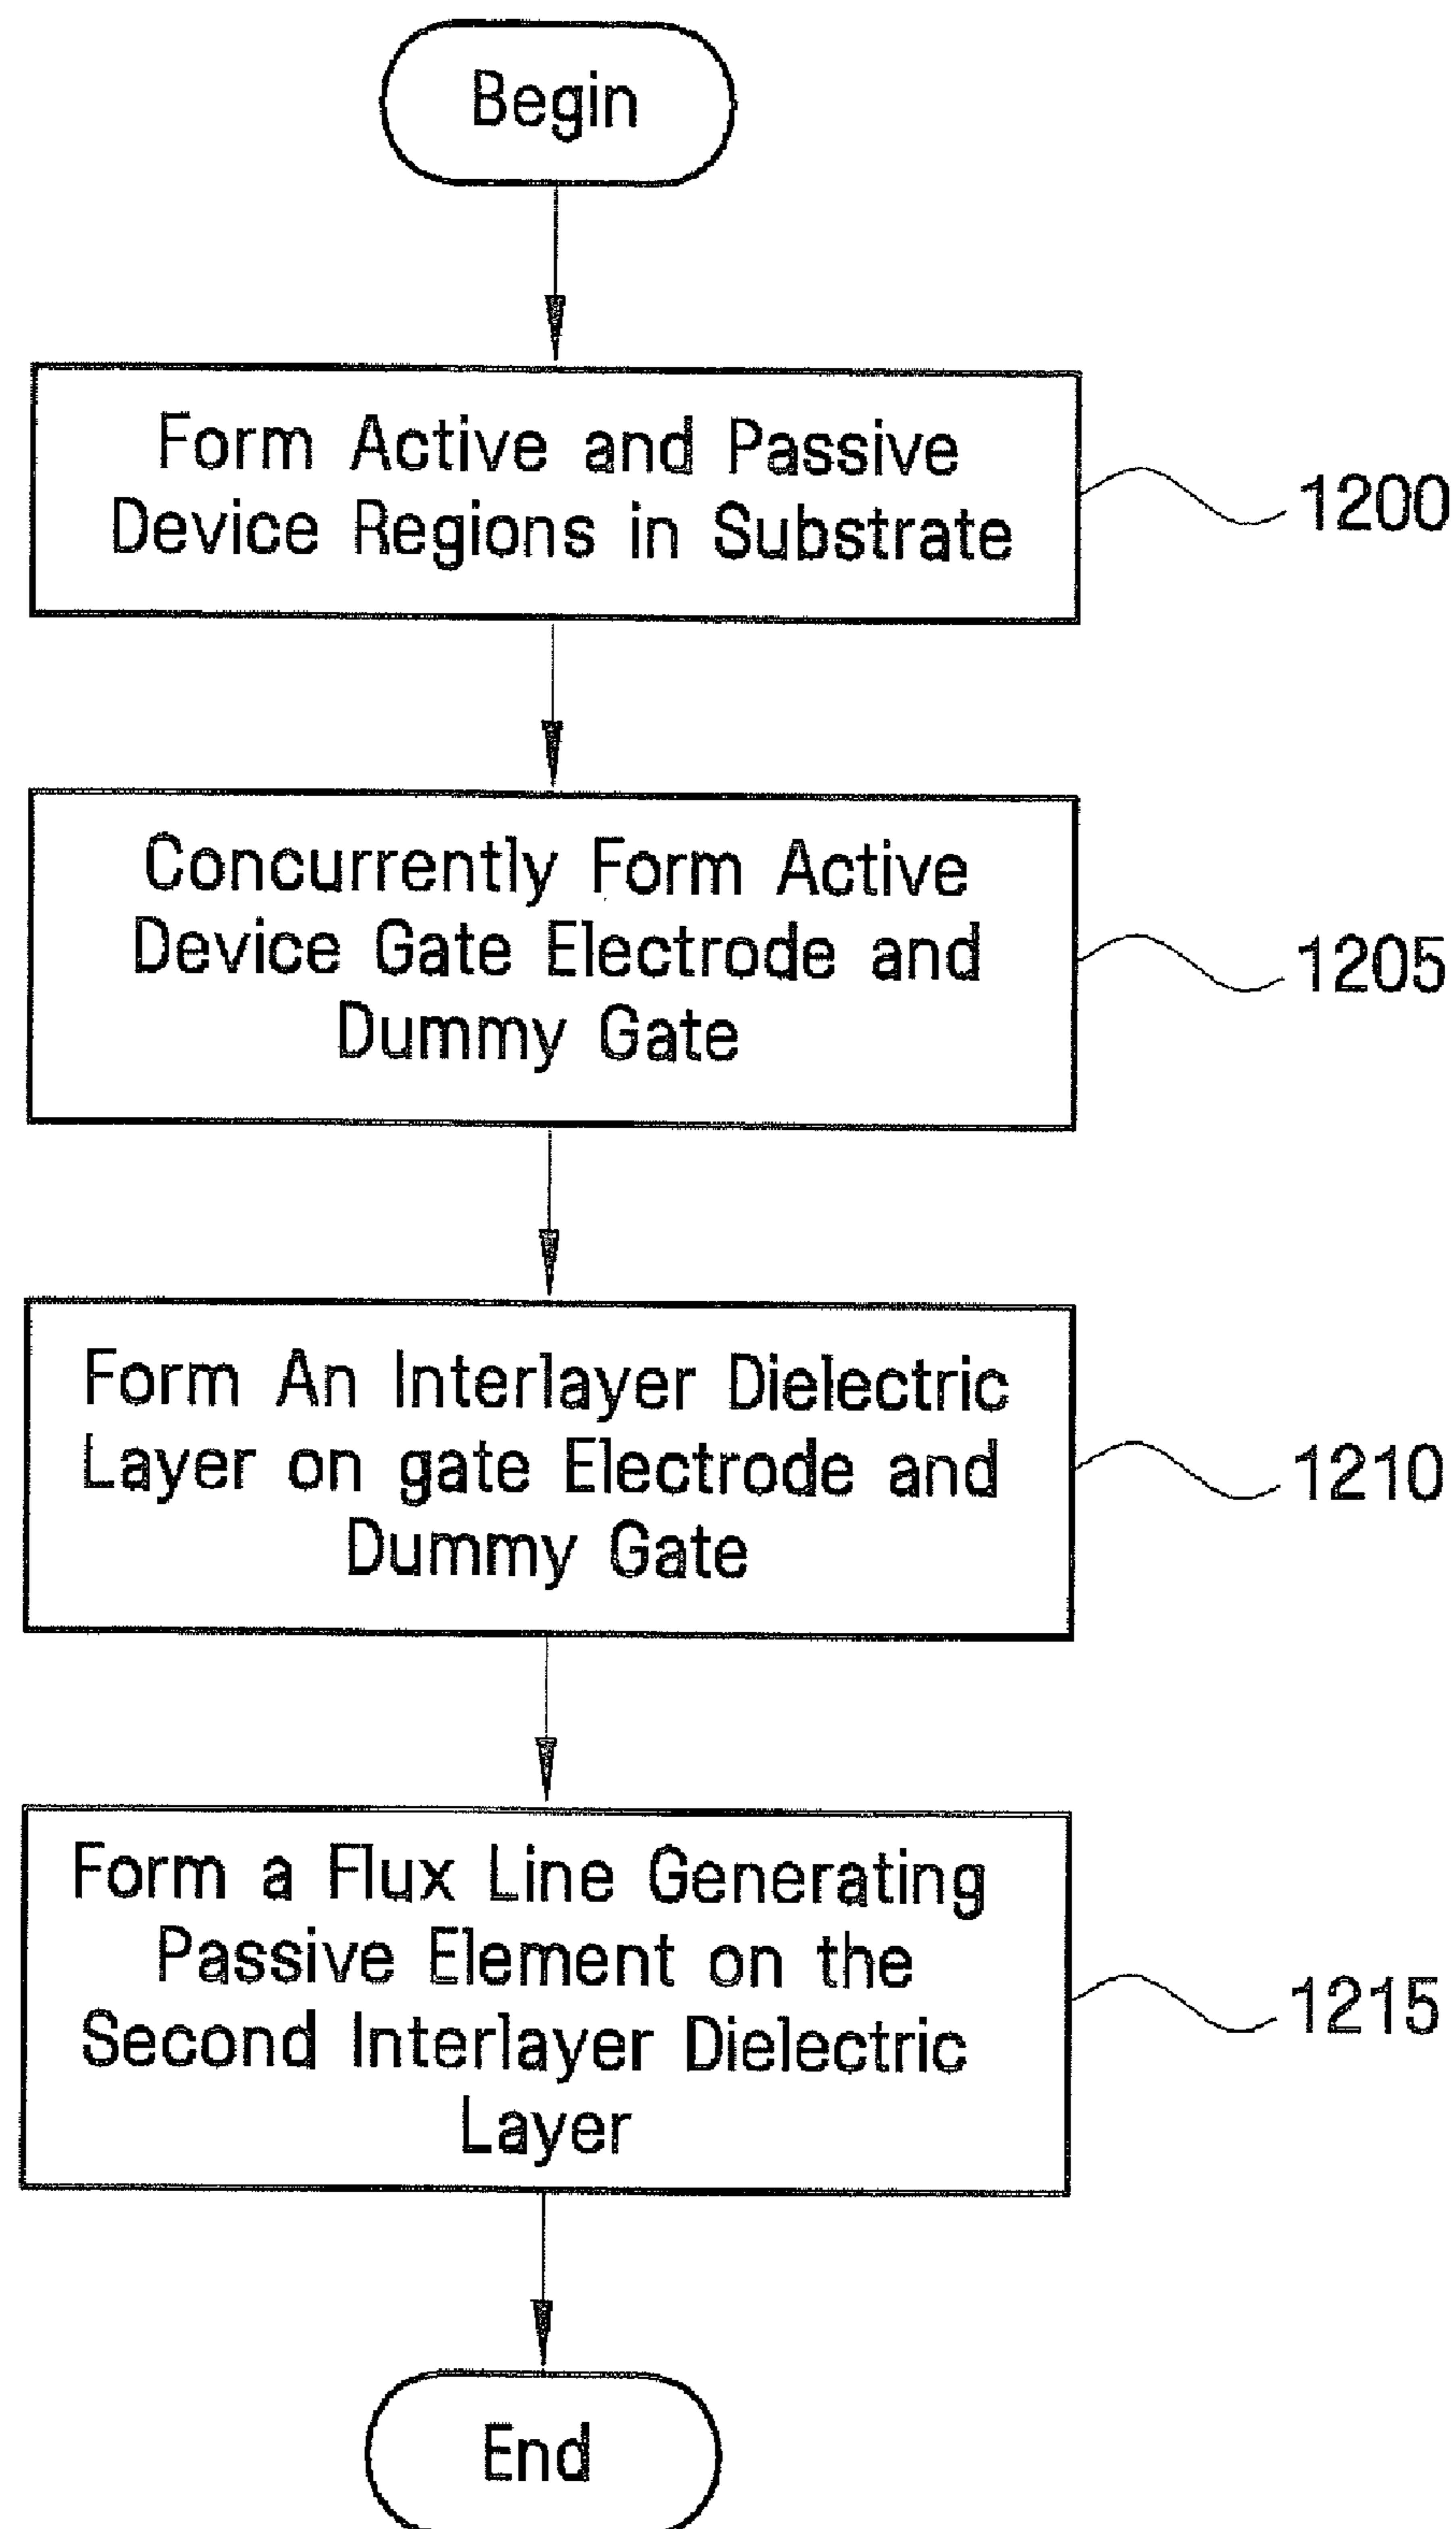 Begin
Form Active and Passive
Device Regions in Substrate
1200
Concurrently Form Active
Device Gate Electrode and
Dummy Gate
1205
Form An Interlayer Dielectric
Layer on gate Electrode and
Dummy Gate
1210
Form a Flux Line Generating
Passive Element on the
Second Interlayer Dielectric
Layer
1215
End